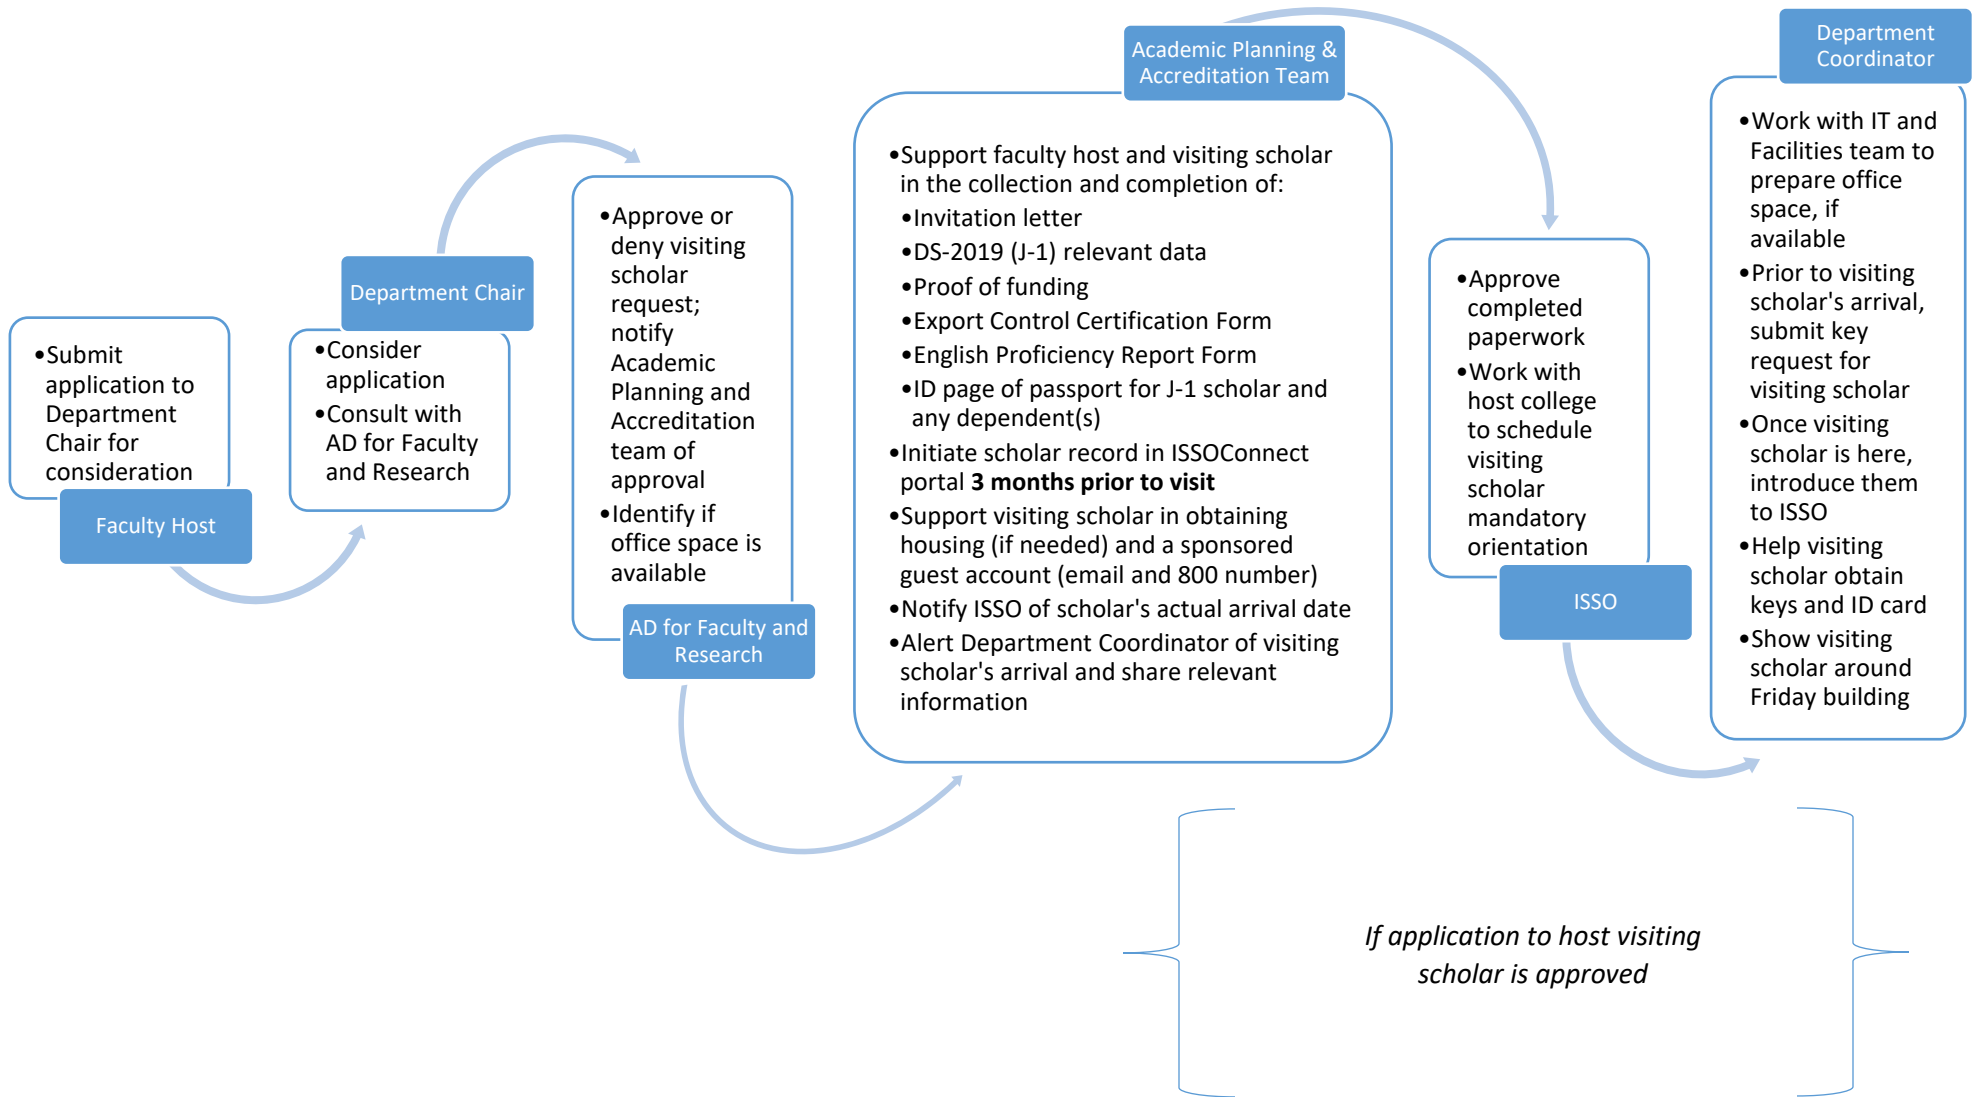 •Submit
application to
Department
Chair for
consideration
Faculty Host
Department Chair
•Consider
application
•Consult with
AD for Faculty
and Research
•Approve or
deny visiting
scholar
request;
notify
Academic
Planning and
Accreditation
team of
approval
•Identify if
office space is
available
AD for Faculty and
Research
Academic Planning &
Accreditation Team
•Support faculty host and visiting scholar
in the collection and completion of:
•Invitation letter
•DS-2019 (J-1) relevant data
•Proof of funding
•Export Control Certification Form
•English Proficiency Report Form
•ID page of passport for J-1 scholar and
any dependent(s)
•Initiate scholar record in ISSOConnect
portal 3 months prior to visit
•Support visiting scholar in obtaining
housing (if needed) and a sponsored
guest account (email and 800 number)
•Notify ISSO of scholar's actual arrival date
•Alert Department Coordinator of visiting
scholar's arrival and share relevant
information
•Approve
completed
paperwork
•Work with
host college
to schedule
visiting
scholar
mandatory
orientation
ISSO
Department
Coordinator
•Work with IT and
Facilities team to
prepare office
space, if
available
•Prior to visiting
scholar's arrival,
submit key
request for
visiting scholar
•Once visiting
scholar is here,
introduce them
to ISSO
•Help visiting
scholar obtain
keys and ID card
•Show visiting
scholar around
Friday building
If application to host visiting
scholar is approved